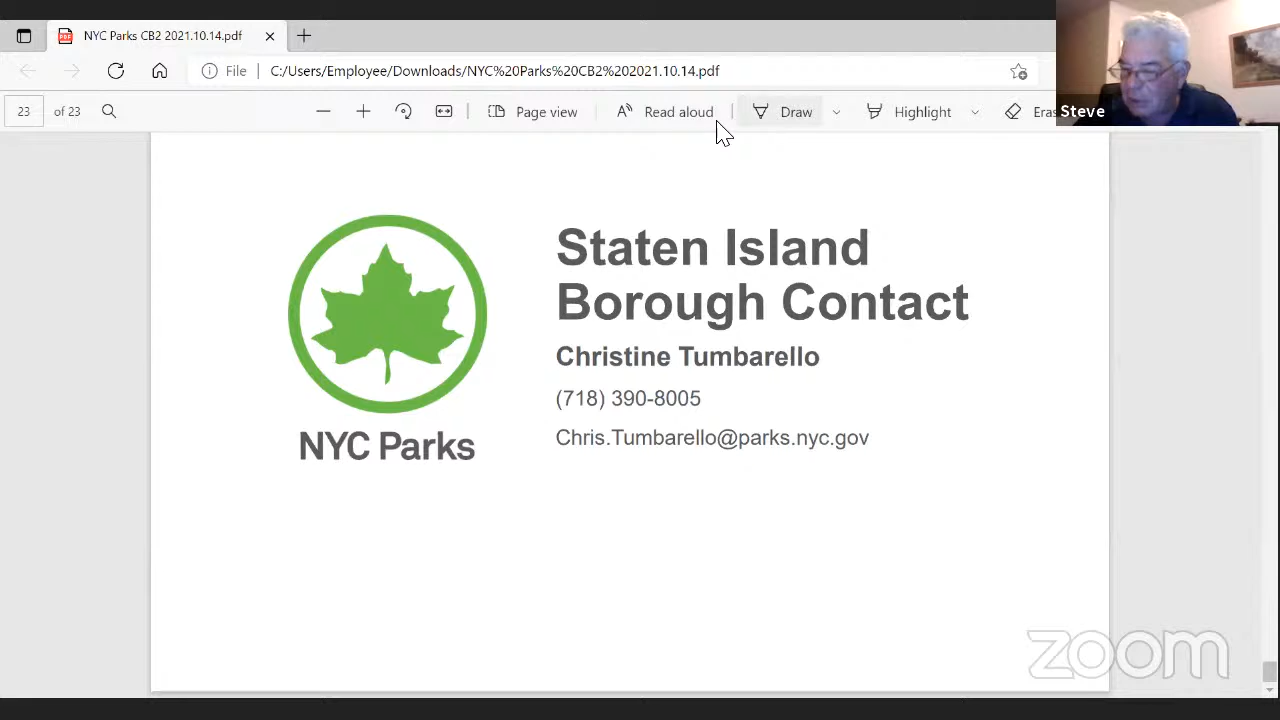 NYC Parks CB2 2021.10.14.pdf
File
C:/Users/Employee/Downloads/NYC%20Parks%20CB2%202021.10.14.pdf
23 of 23
Page view
Read aloud
Draw
Highlight
Eras
Steve
Staten Island
Borough Contact
Christine Tumbarello
(718) 390-8005
Chris.Tumbarello@parks.nyc.gov
NYC Parks
zoom